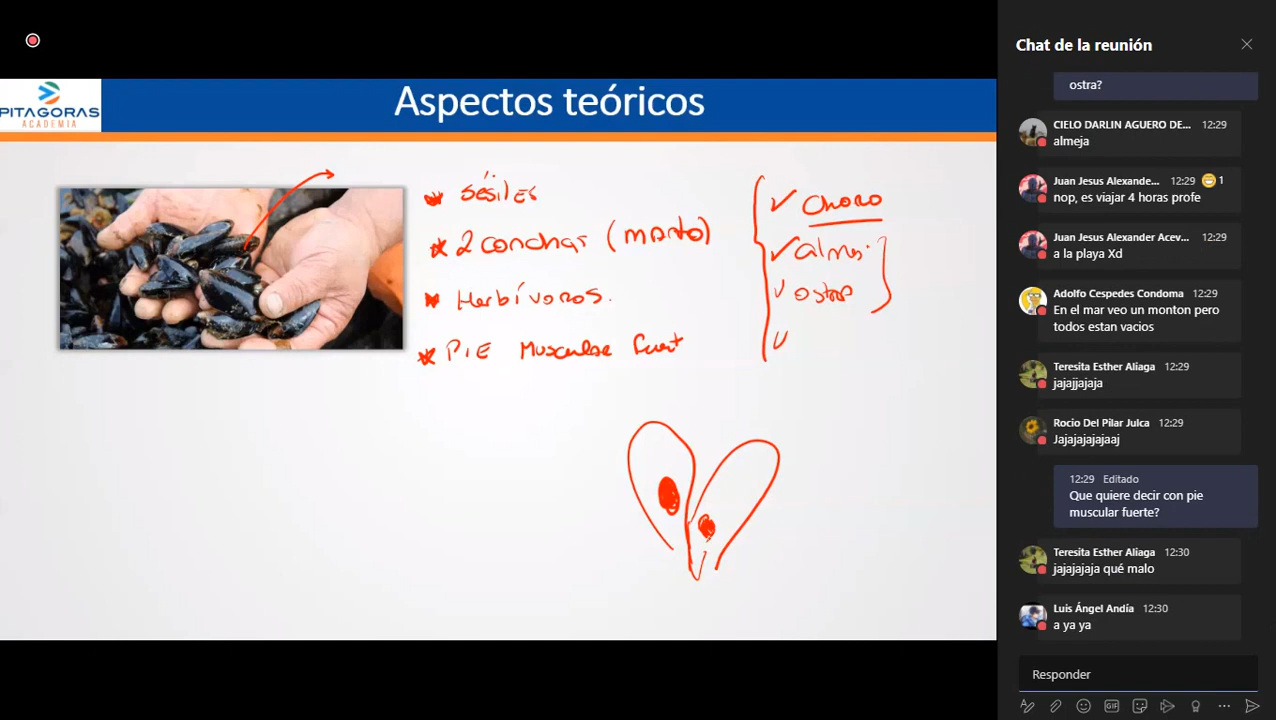 Aspectos teóricos
PITAGORAS
ACADEMIA
sésiles
2 conchas (manto)
Herbívoros.
PIE Muscular fuert
Choro
almej.
ostra
Chat de la reunión
ostra?
CIELO DARLIN AGUERO DE... 12:29
almeja
Juan Jesus Alexande... 12:29 1
nop, es viajar 4 horas profe
Juan Jesus Alexander Acev... 12:29
a la playa Xd
Adolfo Cespedes Condoma 12:29
En el mar veo un monton pero
todos estan vacios
Teresita Esther Aliaga 12:29
jajajjajaja
Rocio Del Pilar Julca 12:29
Jajajajajajaaj
12:29 Editado
Que quiere decir con pie
muscular fuerte?
Teresita Esther Aliaga 12:30
jajajajaja qué malo
Luis Ángel Andía 12:30
a ya ya
Responder
GIF